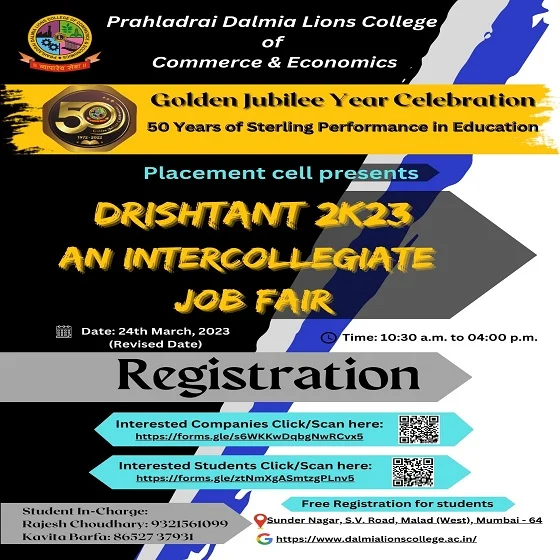 Prahladrai Dalmia Lions College
of
Commerce & Economics
50
1972-2022
Golden Jubilee Year Celebration
50 Years of Sterling Performance in Education
Placement cell presents
DRISHTANT 2K23
AN INTERCOLLEGIATE
JOB FAIR
Date: 24th March, 2023
(Revised Date)
Time: 10:30 a.m. to 04:00 p.m.
Registration
Interested Companies Click/Scan here:
https://forms.gle/s6WKKwDqbgNwRCvx5
Interested Students Click/Scan here:
https://forms.gle/ztNmXgASmtzgPLnv5
Free Registration for students
Student In-Charge:
Rajesh Choudhary: 9321561099
Kavita Barfa: 86527 37931
Sunder Nagar, S.V. Road, Malad (West), Mumbai - 64
https://www.dalmialionscollege.ac.in/